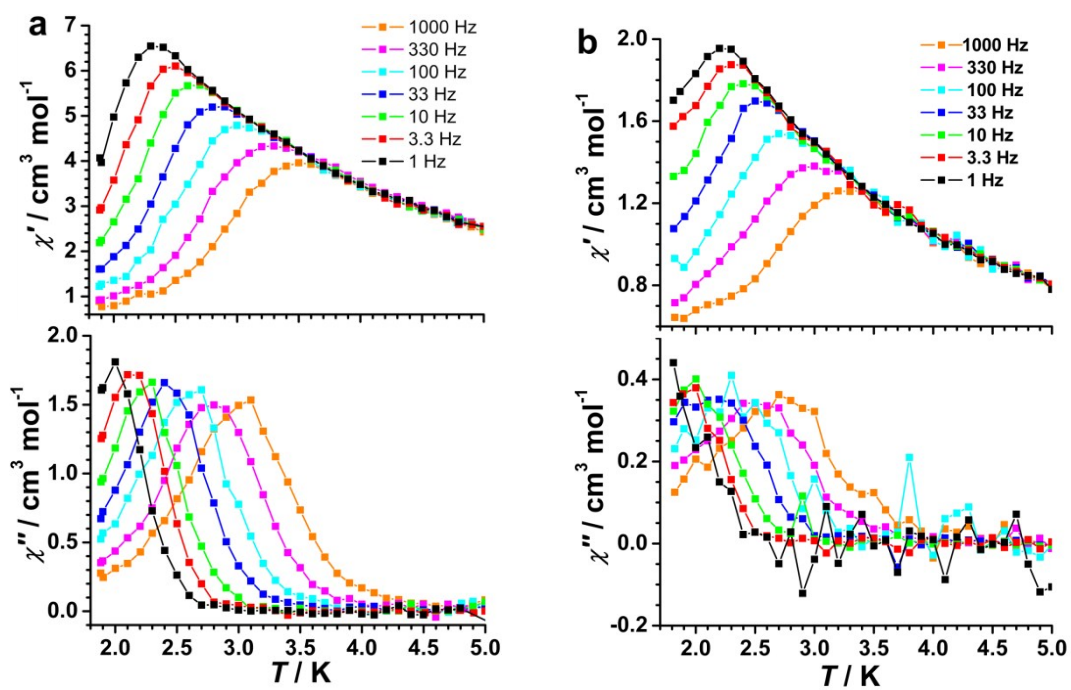 a
7
6
5
4
3
2
1
χ′ / cm³ mol⁻¹
1000 Hz
330 Hz
100 Hz
33 Hz
10 Hz
3.3 Hz
1 Hz
2.0
1.5
1.0
0.5
0.0
χ″ / cm³ mol⁻¹
2.0 2.5 3.0 3.5 4.0 4.5 5.0
T / K
b
2.0
1.6
1.2
0.8
χ′ / cm³ mol⁻¹
1000 Hz
330 Hz
100 Hz
33 Hz
10 Hz
3.3 Hz
1 Hz
0.4
0.2
0.0
-0.2
χ″ / cm³ mol⁻¹
2.0 2.5 3.0 3.5 4.0 4.5 5.0
T / K